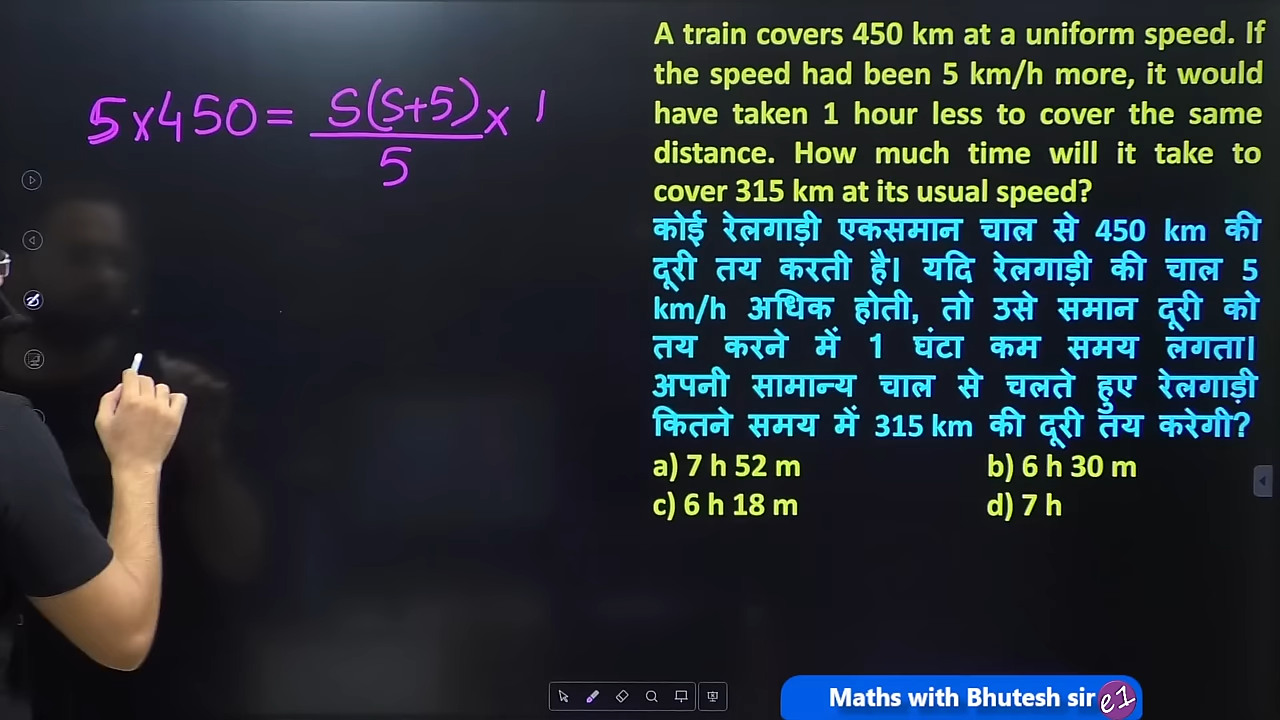 5x450= S(S+5) x 1
5
A train covers 450 km at a uniform speed. If
the speed had been 5 km/h more, it would
have taken 1 hour less to cover the same
distance. How much time will it take to
cover 315 km at its usual speed?
कोई रेलगाड़ी एकसमान चाल से 450 km की
दूरी तय करती है। यदि रेलगाड़ी की चाल 5
km/h अधिक होती, तो उसे समान दूरी को
तय करने में 1 घंटा कम समय लगता।
अपनी सामान्य चाल से चलते हुए रेलगाड़ी
कितने समय में 315 km की दूरी तय करेगी?
a) 7 h 52 m b) 6 h 30 m
c) 6 h 18 m d) 7 h
Maths with Bhutesh sir e1